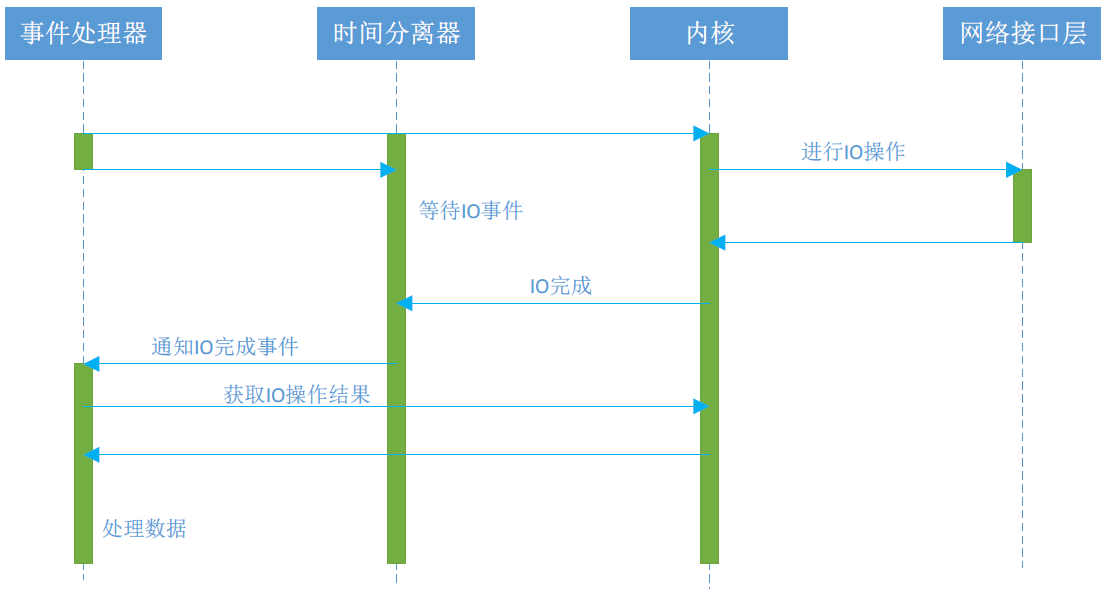 事件处理器
时间分离器
内核
网络接口层
进行IO操作
等待IO事件
IO完成
通知IO完成事件
获取IO操作结果
处理数据